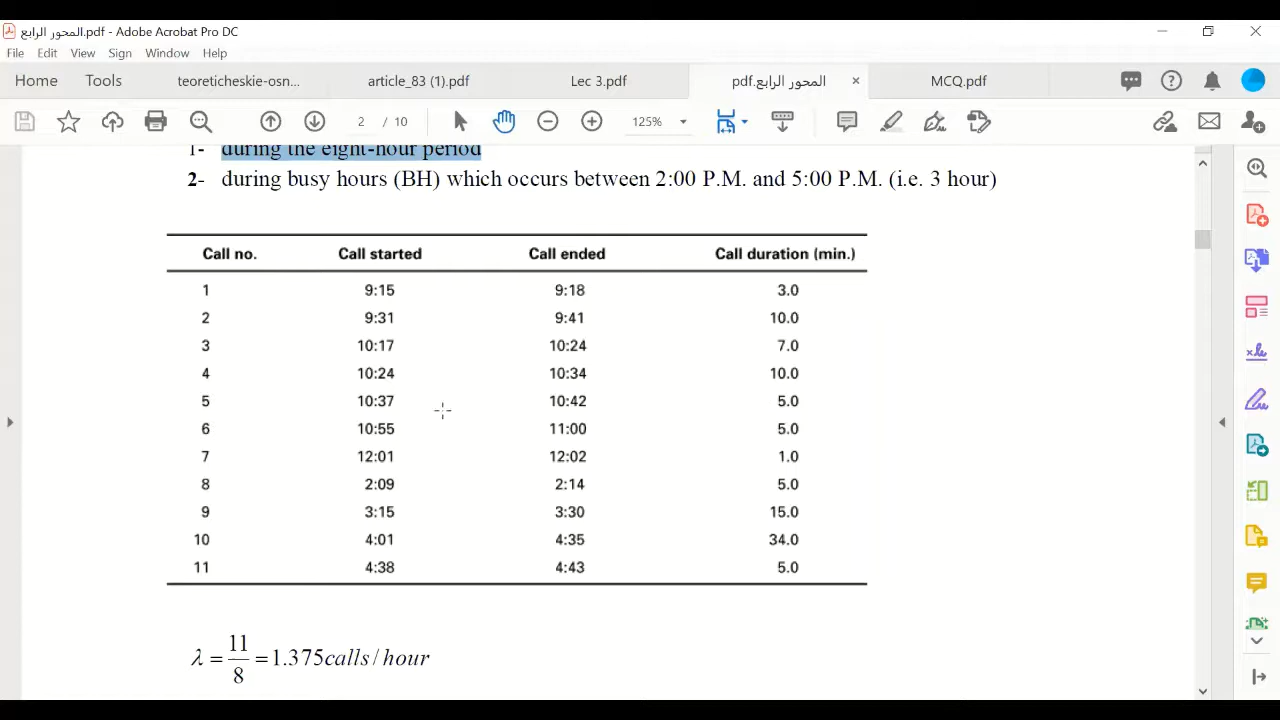 المحور الرابع.pdf - Adobe Acrobat Pro DC
File Edit View Sign Window Help
Home Tools teoreticheskie-osn... article_83 (1).pdf Lec 3.pdf المحور الرابع.pdf × MCQ.pdf
2 / 10 125%
1- during the eight-hour period
2- during busy hours (BH) which occurs between 2:00 P.M. and 5:00 P.M. (i.e. 3 hour)
Call no. Call started Call ended Call duration (min.)
1 9:15 9:18 3.0
2 9:31 9:41 10.0
3 10:17 10:24 7.0
4 10:24 10:34 10.0
5 10:37 10:42 5.0
6 10:55 11:00 5.0
7 12:01 12:02 1.0
8 2:09 2:14 5.0
9 3:15 3:30 15.0
10 4:01 4:35 34.0
11 4:38 4:43 5.0
λ = 11/8 = 1.375 calls / hour